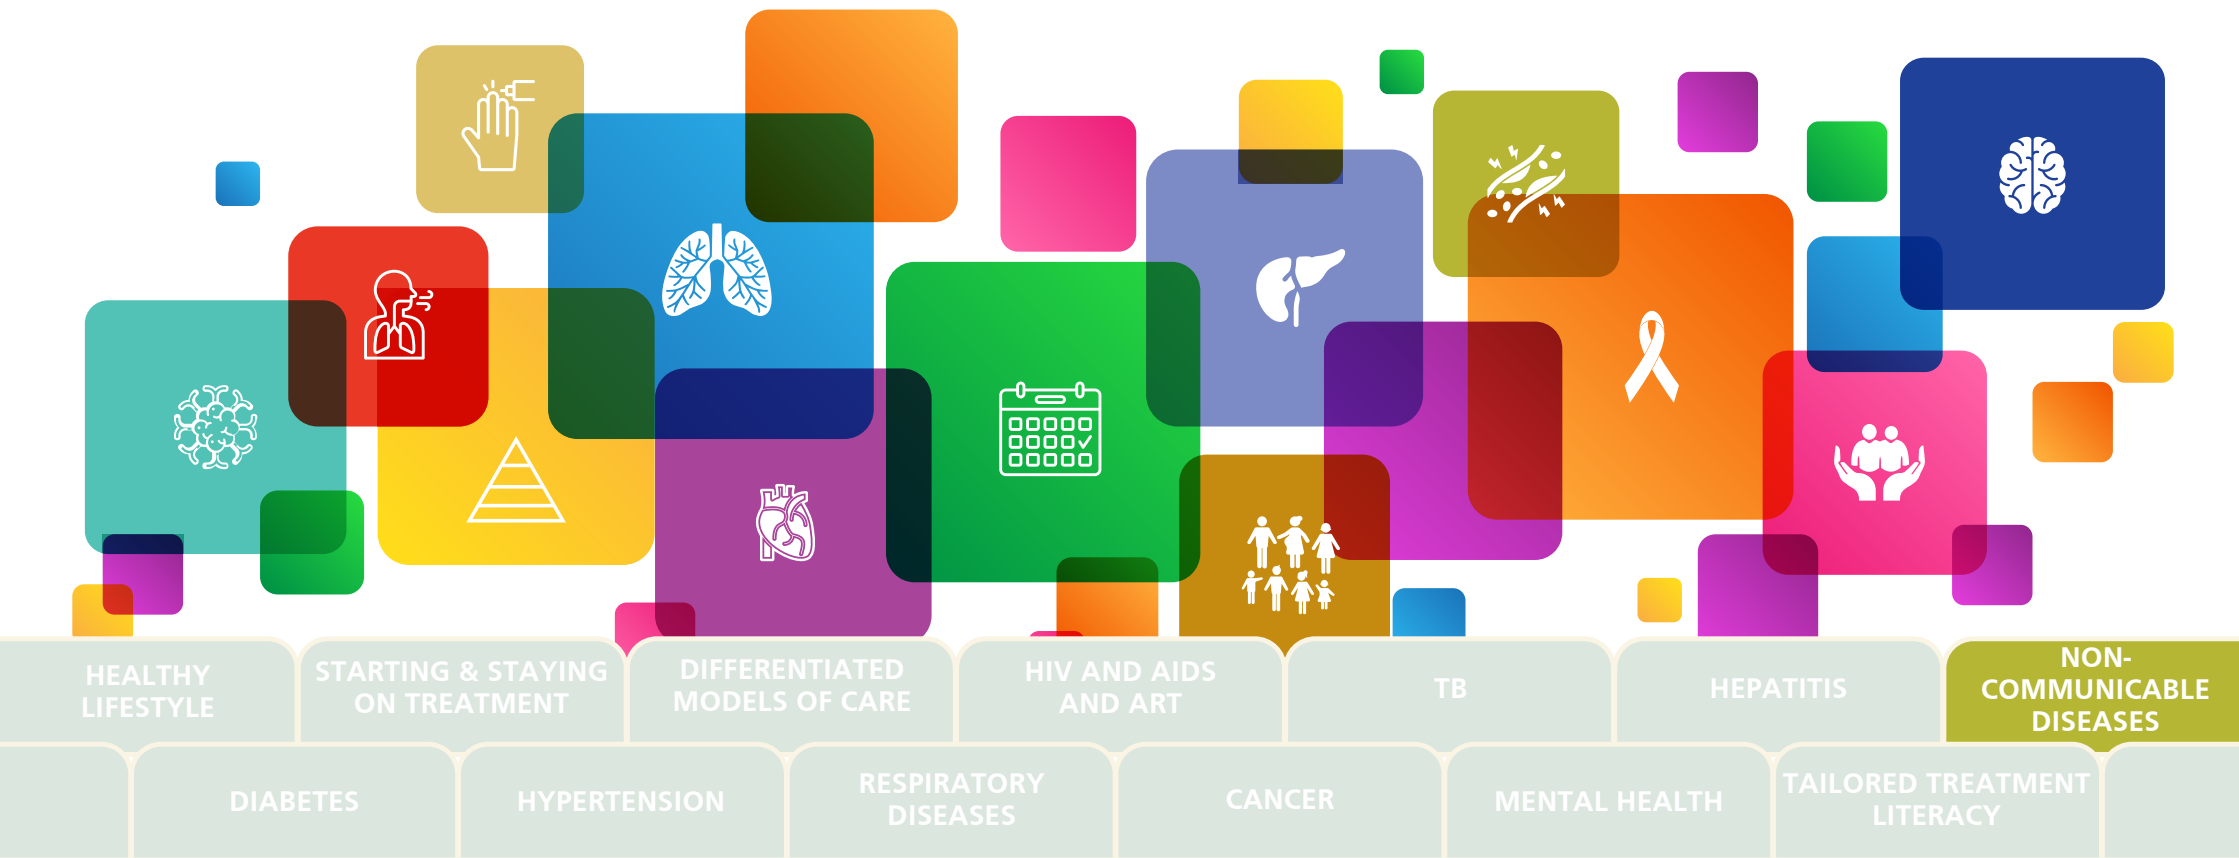 HEALTHY
LIFESTYLE
STARTING & STAYING
ON TREATMENT
DIFFERENTIATED
MODELS OF CARE
HIV AND AIDS
AND ART
TB
HEPATITIS
NON-
COMMUNICABLE
DISEASES
DIABETES
HYPERTENSION
RESPIRATORY
DISEASES
CANCER
MENTAL HEALTH
TAILORED TREATMENT
LITERACY